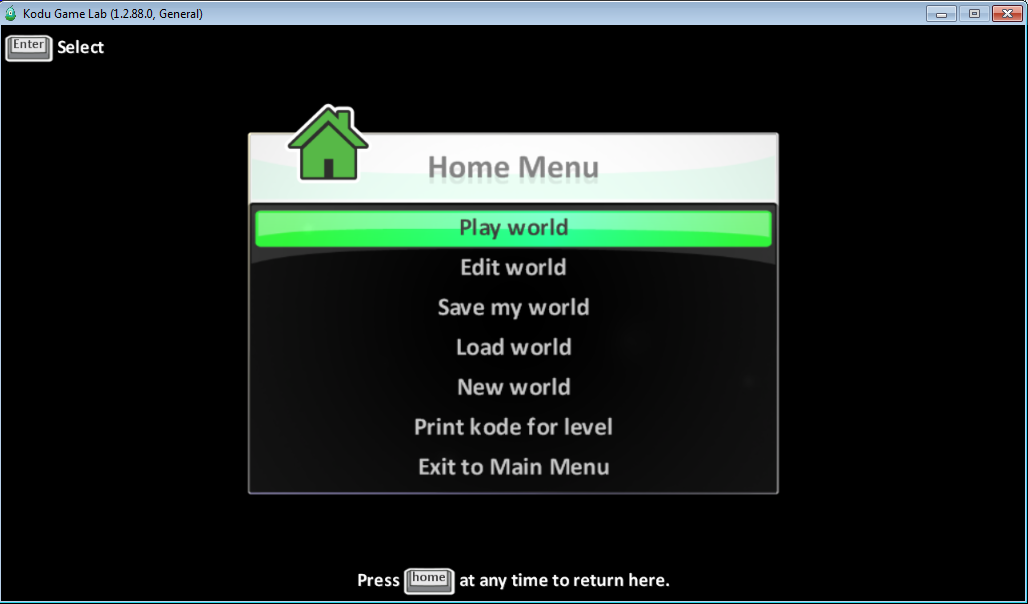 Kodu Game Lab (1.2.88.0, General)
Enter Select
Home Menu
Play world
Edit world
Save my world
Load world
New world
Print kode for level
Exit to Main Menu
Press home at any time to return here.